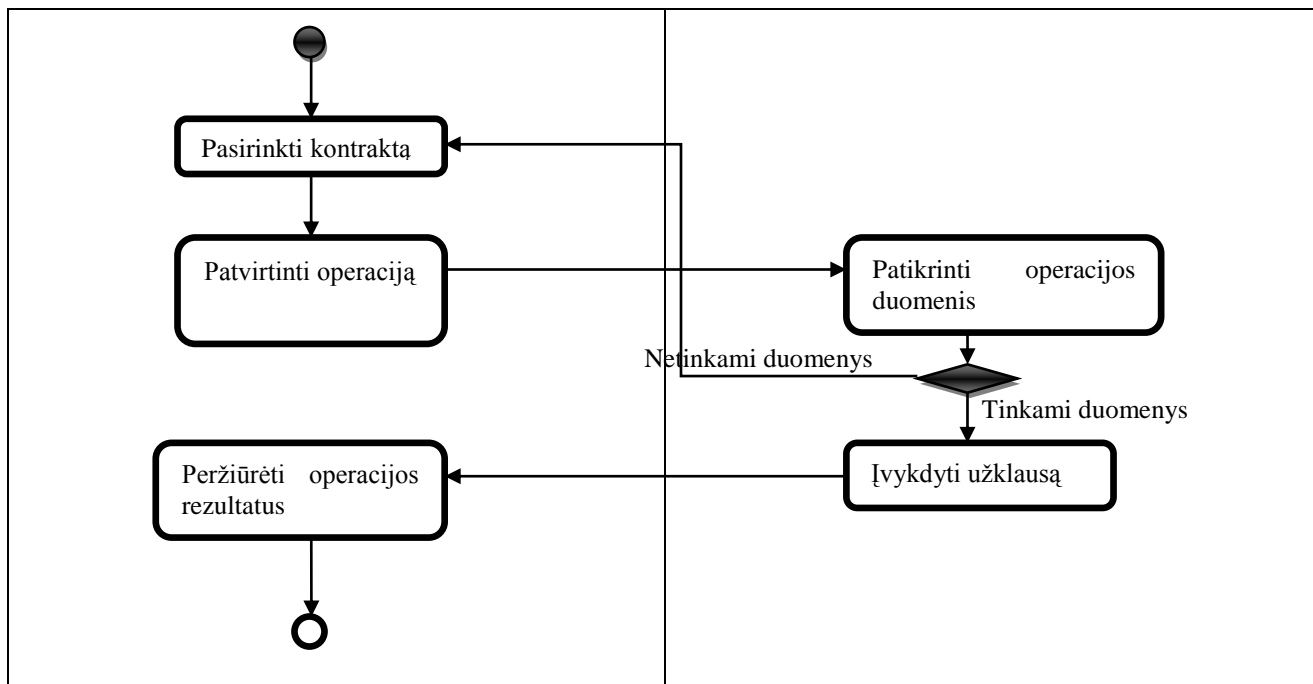 Pasirinkti kontraktą
Patvirtinti operaciją
Patikrinti operacijos
duomenis
Netinkami duomenys
Tinkami duomenys
Peržiūrėti operacijos
rezultatus
Įvykdyti užklausą